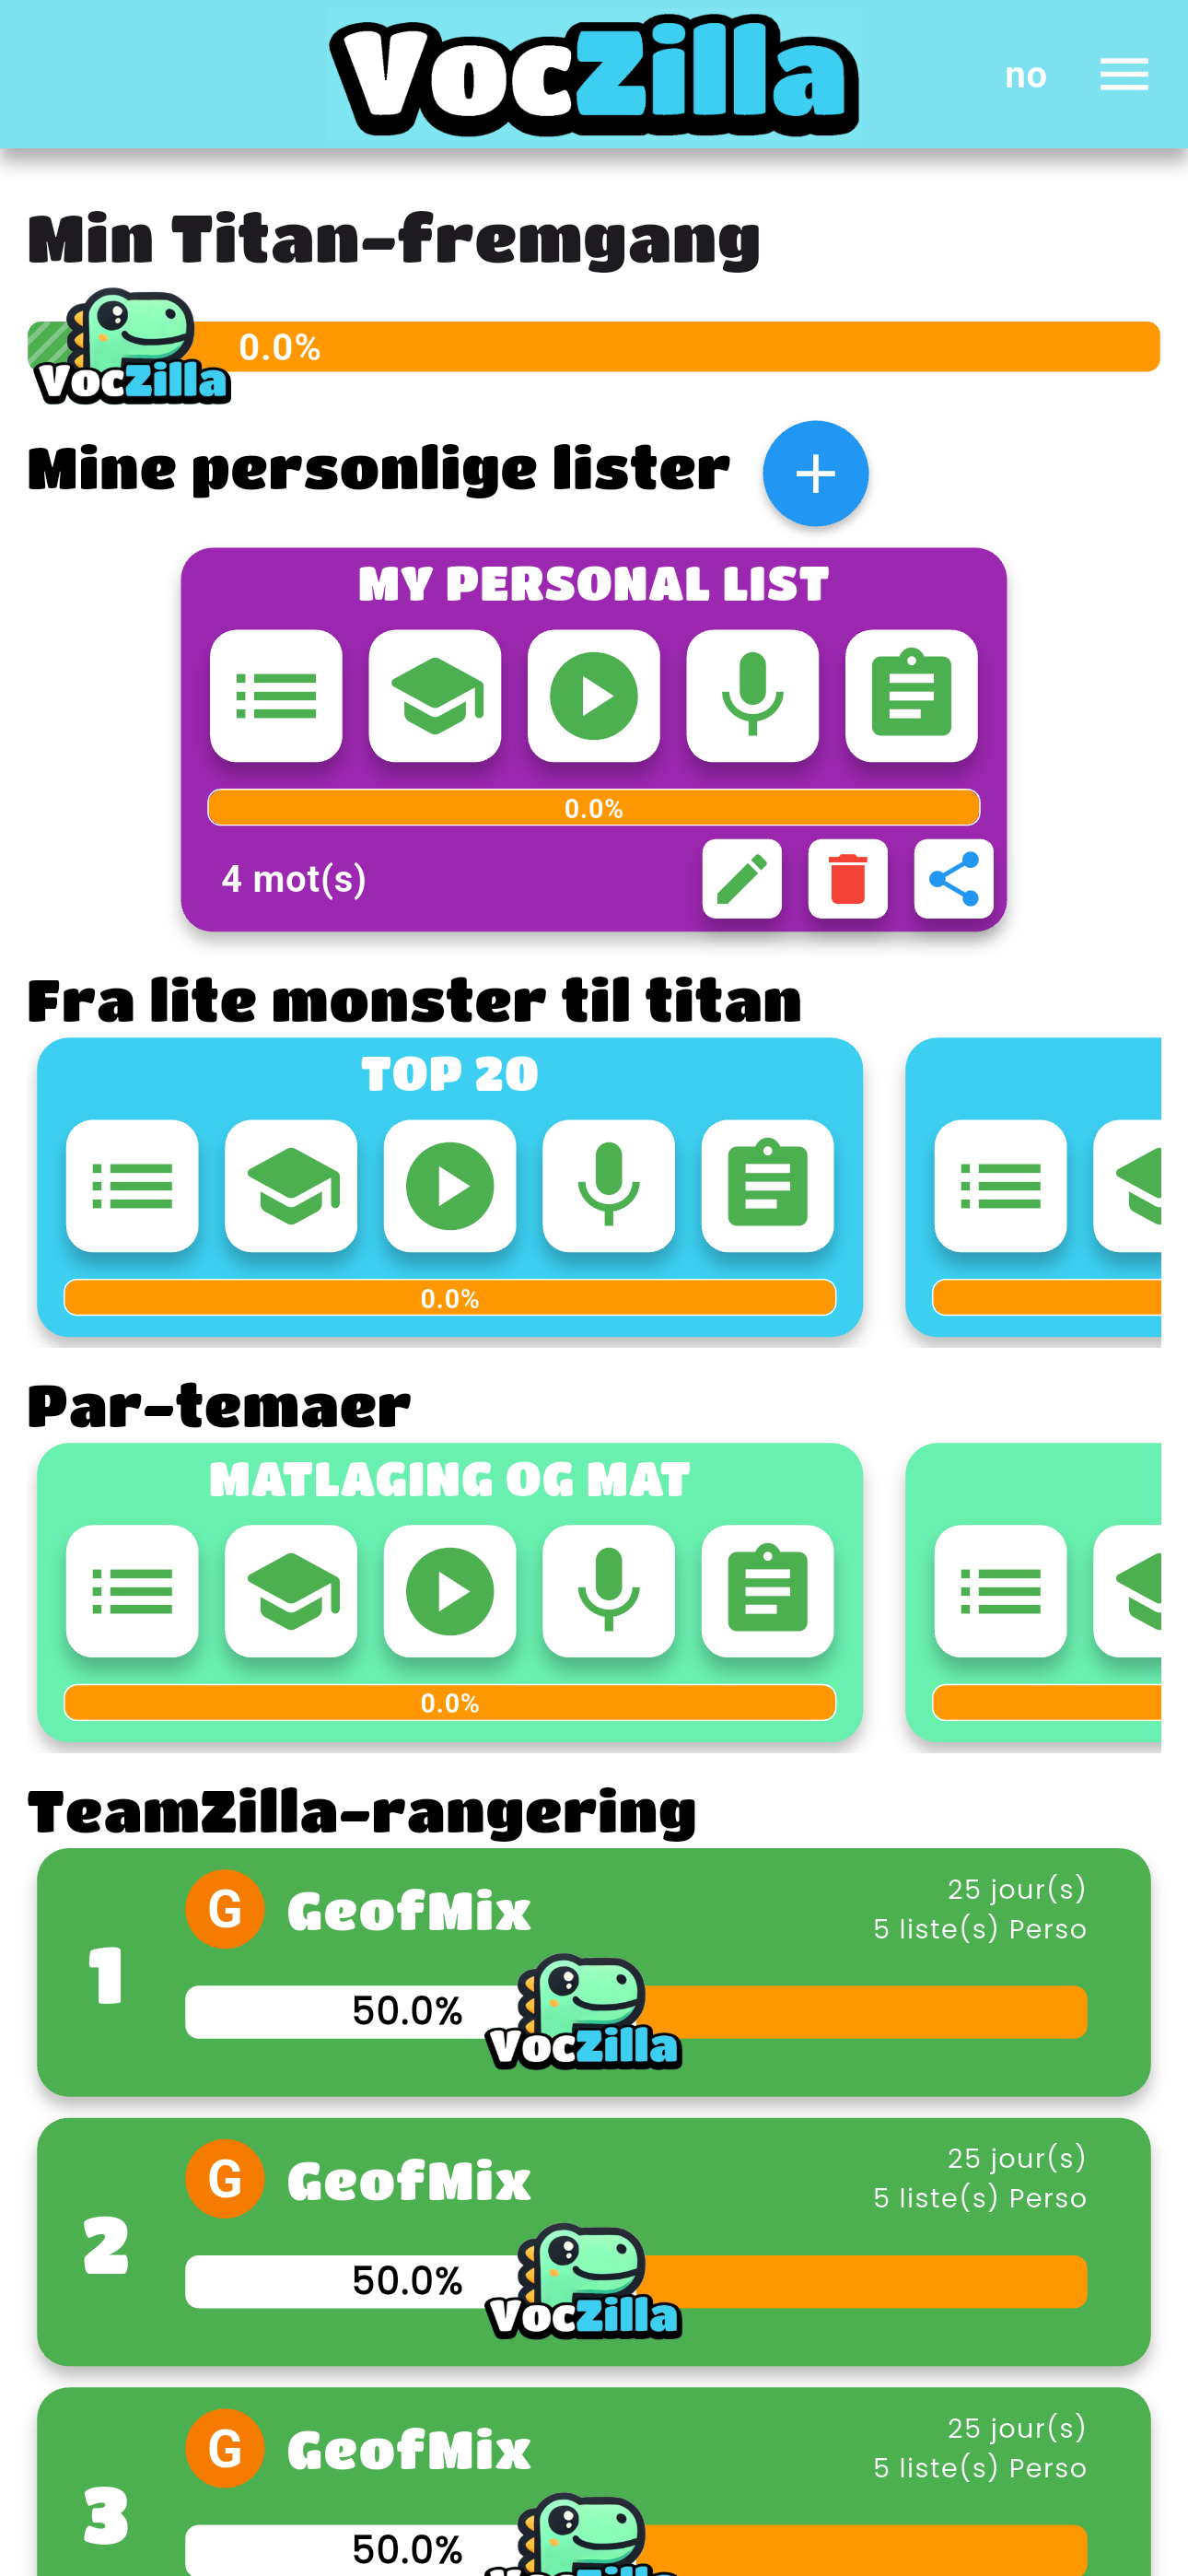 VocZilla
no
Min Titan-fremgang
0.0%
VocZilla
Mine personlige lister
MY PERSONAL LIST
0.0%
4 mot(s)
Fra lite monster til titan
TOP 20
0.0%
Par-temaer
MATLAGING OG MAT
0.0%
TeamZilla-rangering
1
G
GeofMix
25 jour(s)
5 liste(s) Perso
50.0%
VocZilla
2
G
GeofMix
25 jour(s)
5 liste(s) Perso
50.0%
VocZilla
3
G
GeofMix
25 jour(s)
5 liste(s) Perso
50.0%